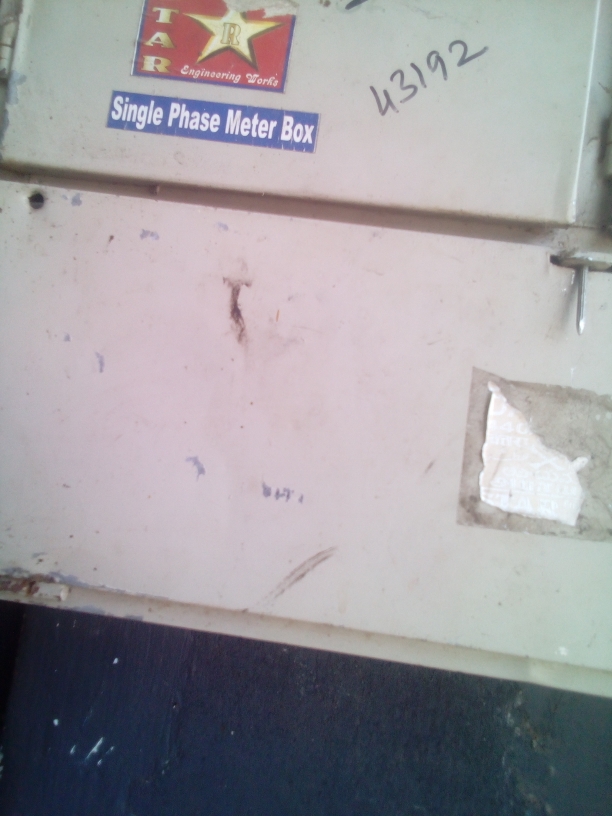 TAR
R
Engineering Works
43192
Single Phase Meter Box